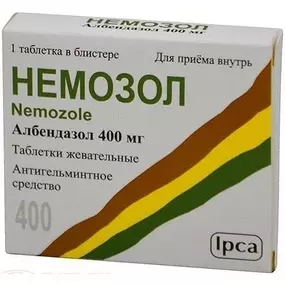 1 таблетка в блистере
Для приёма внутрь
НЕМОЗОЛ
Nemozole
Албендазол 400 мг
Таблетки жевательные
Антигельминтное
средство
400
Ipca